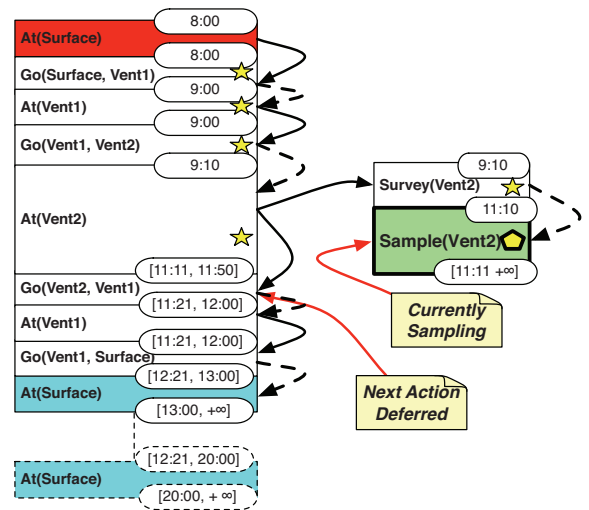 8:00
At(Surface)
8:00
Go(Surface, Vent1)
9:00
At(Vent1)
9:00
Go(Vent1, Vent2)
9:10
At(Vent2)
[11:11, 11:50]
Go(Vent2, Vent1)
[11:21, 12:00]
At(Vent1)
[11:21, 12:00]
Go(Vent1, Surface)
[12:21, 13:00]
At(Surface)
[13:00, +∞]
[12:21, 20:00]
At(Surface)
[20:00, + ∞]
9:10
Survey(Vent2)
11:10
Sample(Vent2)
[11:11 +∞]
Currently
Sampling
Next Action
Deferred